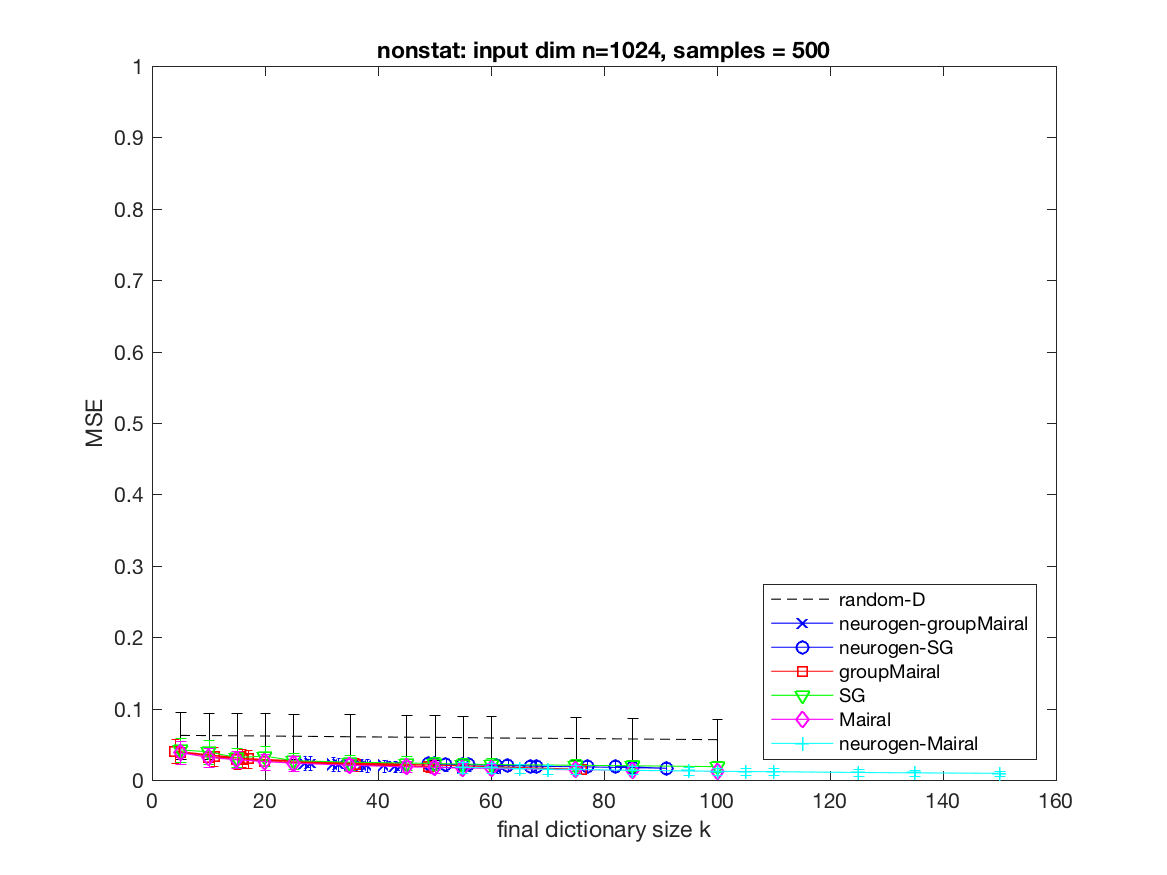 nonstat: input dim n=1024, samples = 500
1
0.9
0.8
0.7
0.6
0.5
0.4
0.3
0.2
0.1
0
MSE
random-D
neurogen-groupMairal
neurogen-SG
groupMairal
SG
Mairal
neurogen-Mairal
0 20 40 60 80 100 120 140 160
final dictionary size k